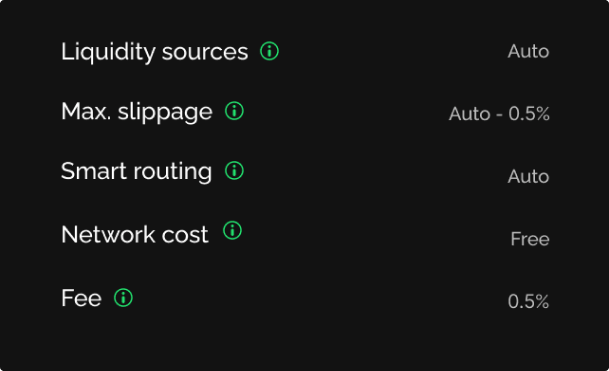 Liquidity sources Auto
Max. slippage Auto - 0.5%
Smart routing Auto
Network cost Free
Fee 0.5%